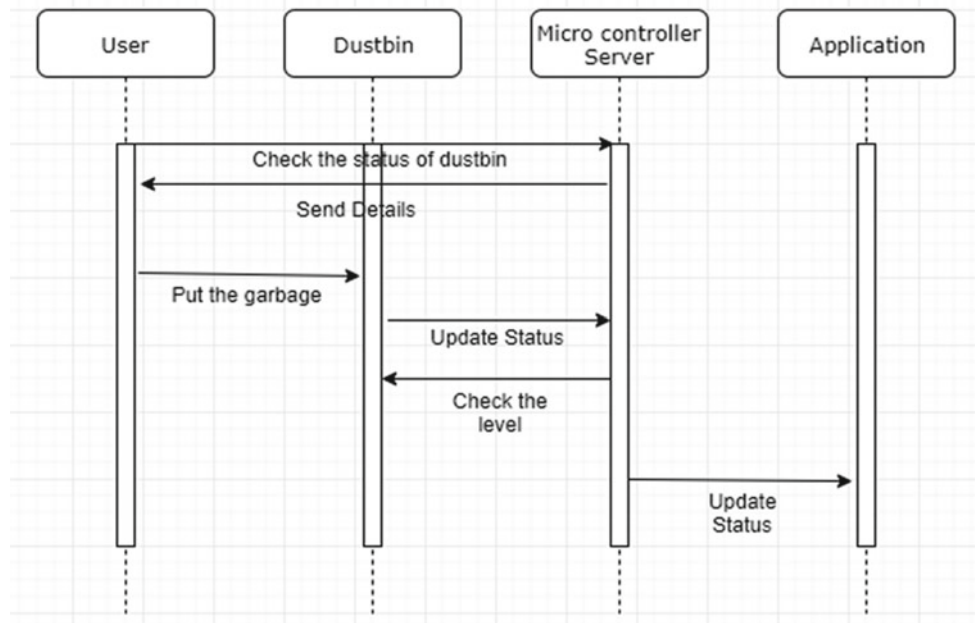 User
Dustbin
Micro controller
Server
Application
Check the status of dustbin
Send Details
Put the garbage
Update Status
Check the
level
Update
Status